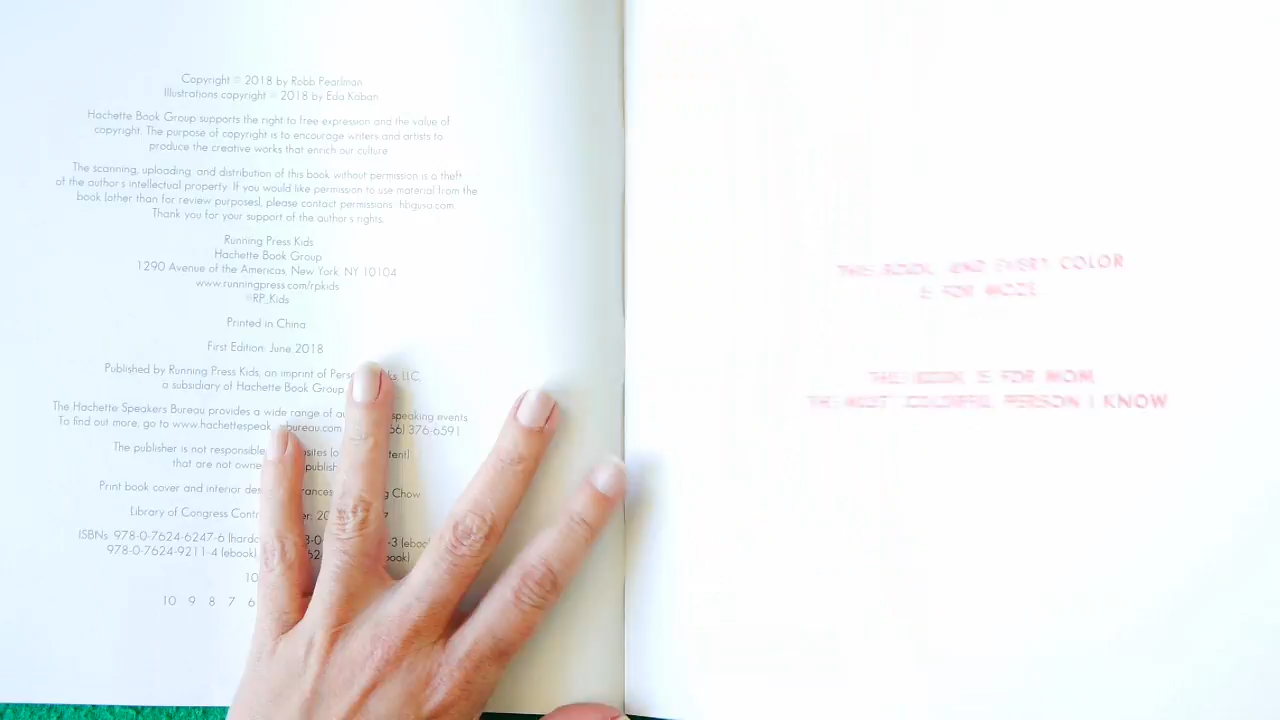 Copyright © 2018 by Robb Pearlman
Illustrations copyright © 2018 by Eda Kaban
Hachette Book Group supports the right to free expression and the value of
copyright. The purpose of copyright is to encourage writers and artists to
produce the creative works that enrich our culture.
The scanning, uploading, and distribution of this book without permission is a theft
of the author's intellectual property. If you would like permission to use material from the
book (other than for review purposes), please contact permissions@hbgusa.com.
Thank you for your support of the author's rights.
Running Press Kids
Hachette Book Group
1290 Avenue of the Americas, New York, NY 10104
www.runningpress.com/rpkids
@RP_Kids
Printed in China
First Edition: June 2018
Published by Running Press Kids, an imprint of LLC,
a subsidiary of Hachette Book Group
The Hachette Speakers Bureau provides a wide range of speaking events.
To find out more, go to 376-6591
The publisher is not responsible
that are not
Print book cover and interior Chow
Library of Congress
ISBNs: 978-0-7624-6247-6
978-0-7624-9211-4 (ebook)
10
10 9 8 7 6
THIS BOOK, AND EVERY COLOR
IS FOR
THIS BOOK IS FOR MOM,
THE MOST COLORFUL PERSON I KNOW